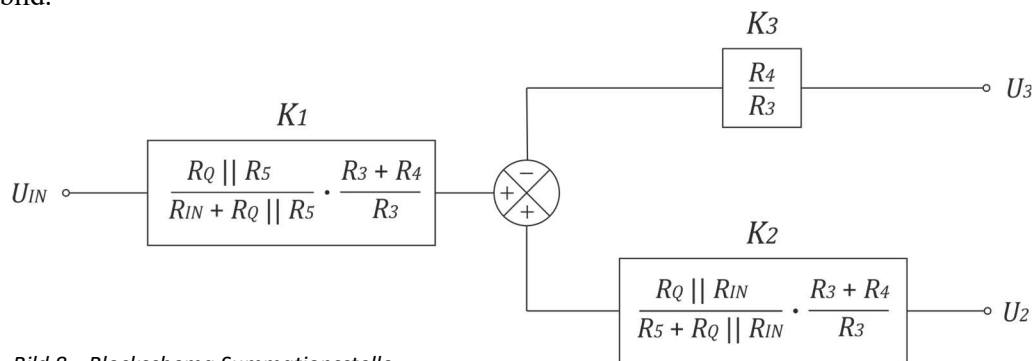 bild.
K3
R4
R3
U3
K1
RQ || R5
RIN + RQ || R5
·
R3 + R4
R3
UIN
−
+
+
K2
RQ || RIN
R5 + RQ || RIN
·
R3 + R4
R3
U2
Bild 8 – Blockschema Summationsstelle